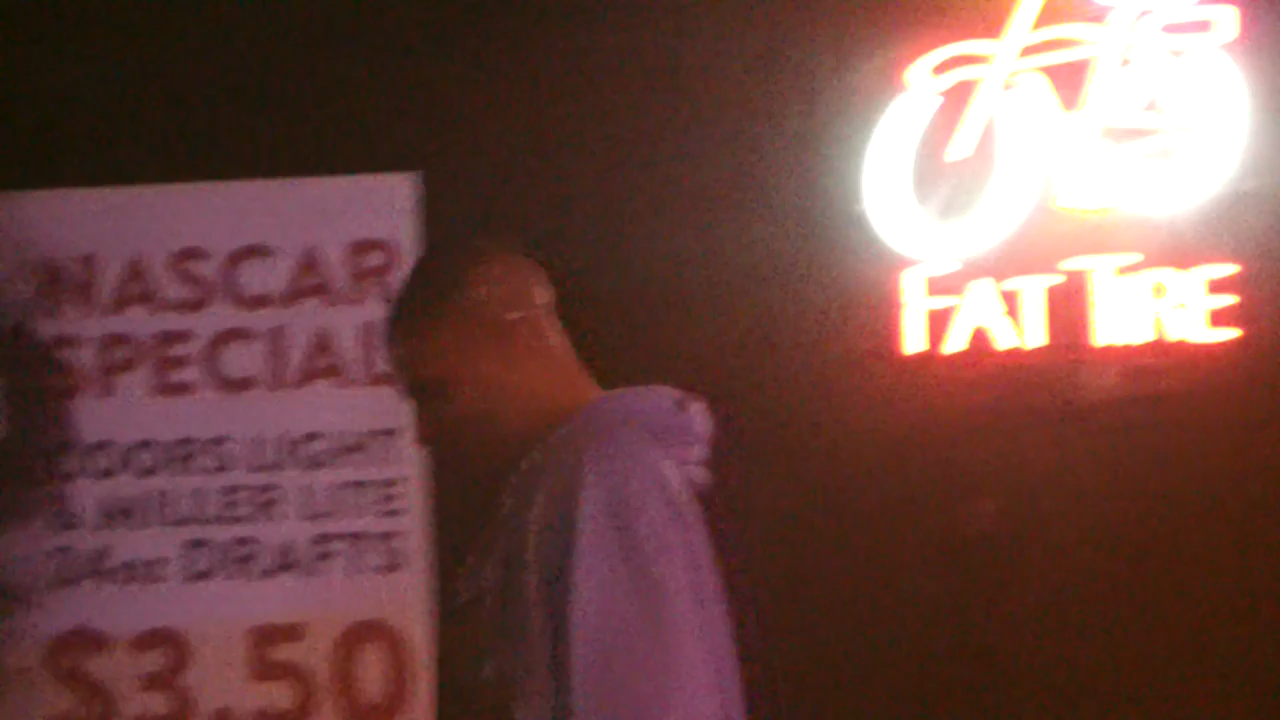 NASCAR
SPECIAL
COORS LIGHT
& MILLER LITE
24oz DRAFTS
$3.50
FAT TIRE